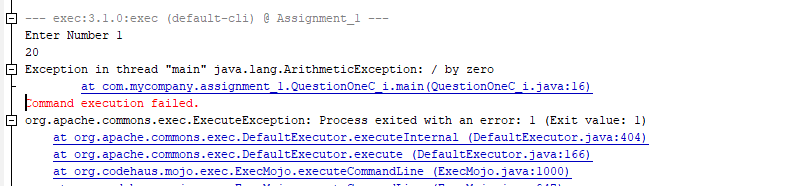 --- exec:3.1.0:exec (default-cli) @ Assignment_1 ---
Enter Number 1
20
Exception in thread "main" java.lang.ArithmeticException: / by zero
at com.mycompany.assignment_1.QuestionOneC_i.main(QuestionOneC_i.java:16)
Command execution failed.
org.apache.commons.exec.ExecuteException: Process exited with an error: 1 (Exit value: 1)
at org.apache.commons.exec.DefaultExecutor.executeInternal (DefaultExecutor.java:404)
at org.apache.commons.exec.DefaultExecutor.execute (DefaultExecutor.java:166)
at org.codehaus.mojo.exec.ExecMojo.executeCommandLine (ExecMojo.java:1000)